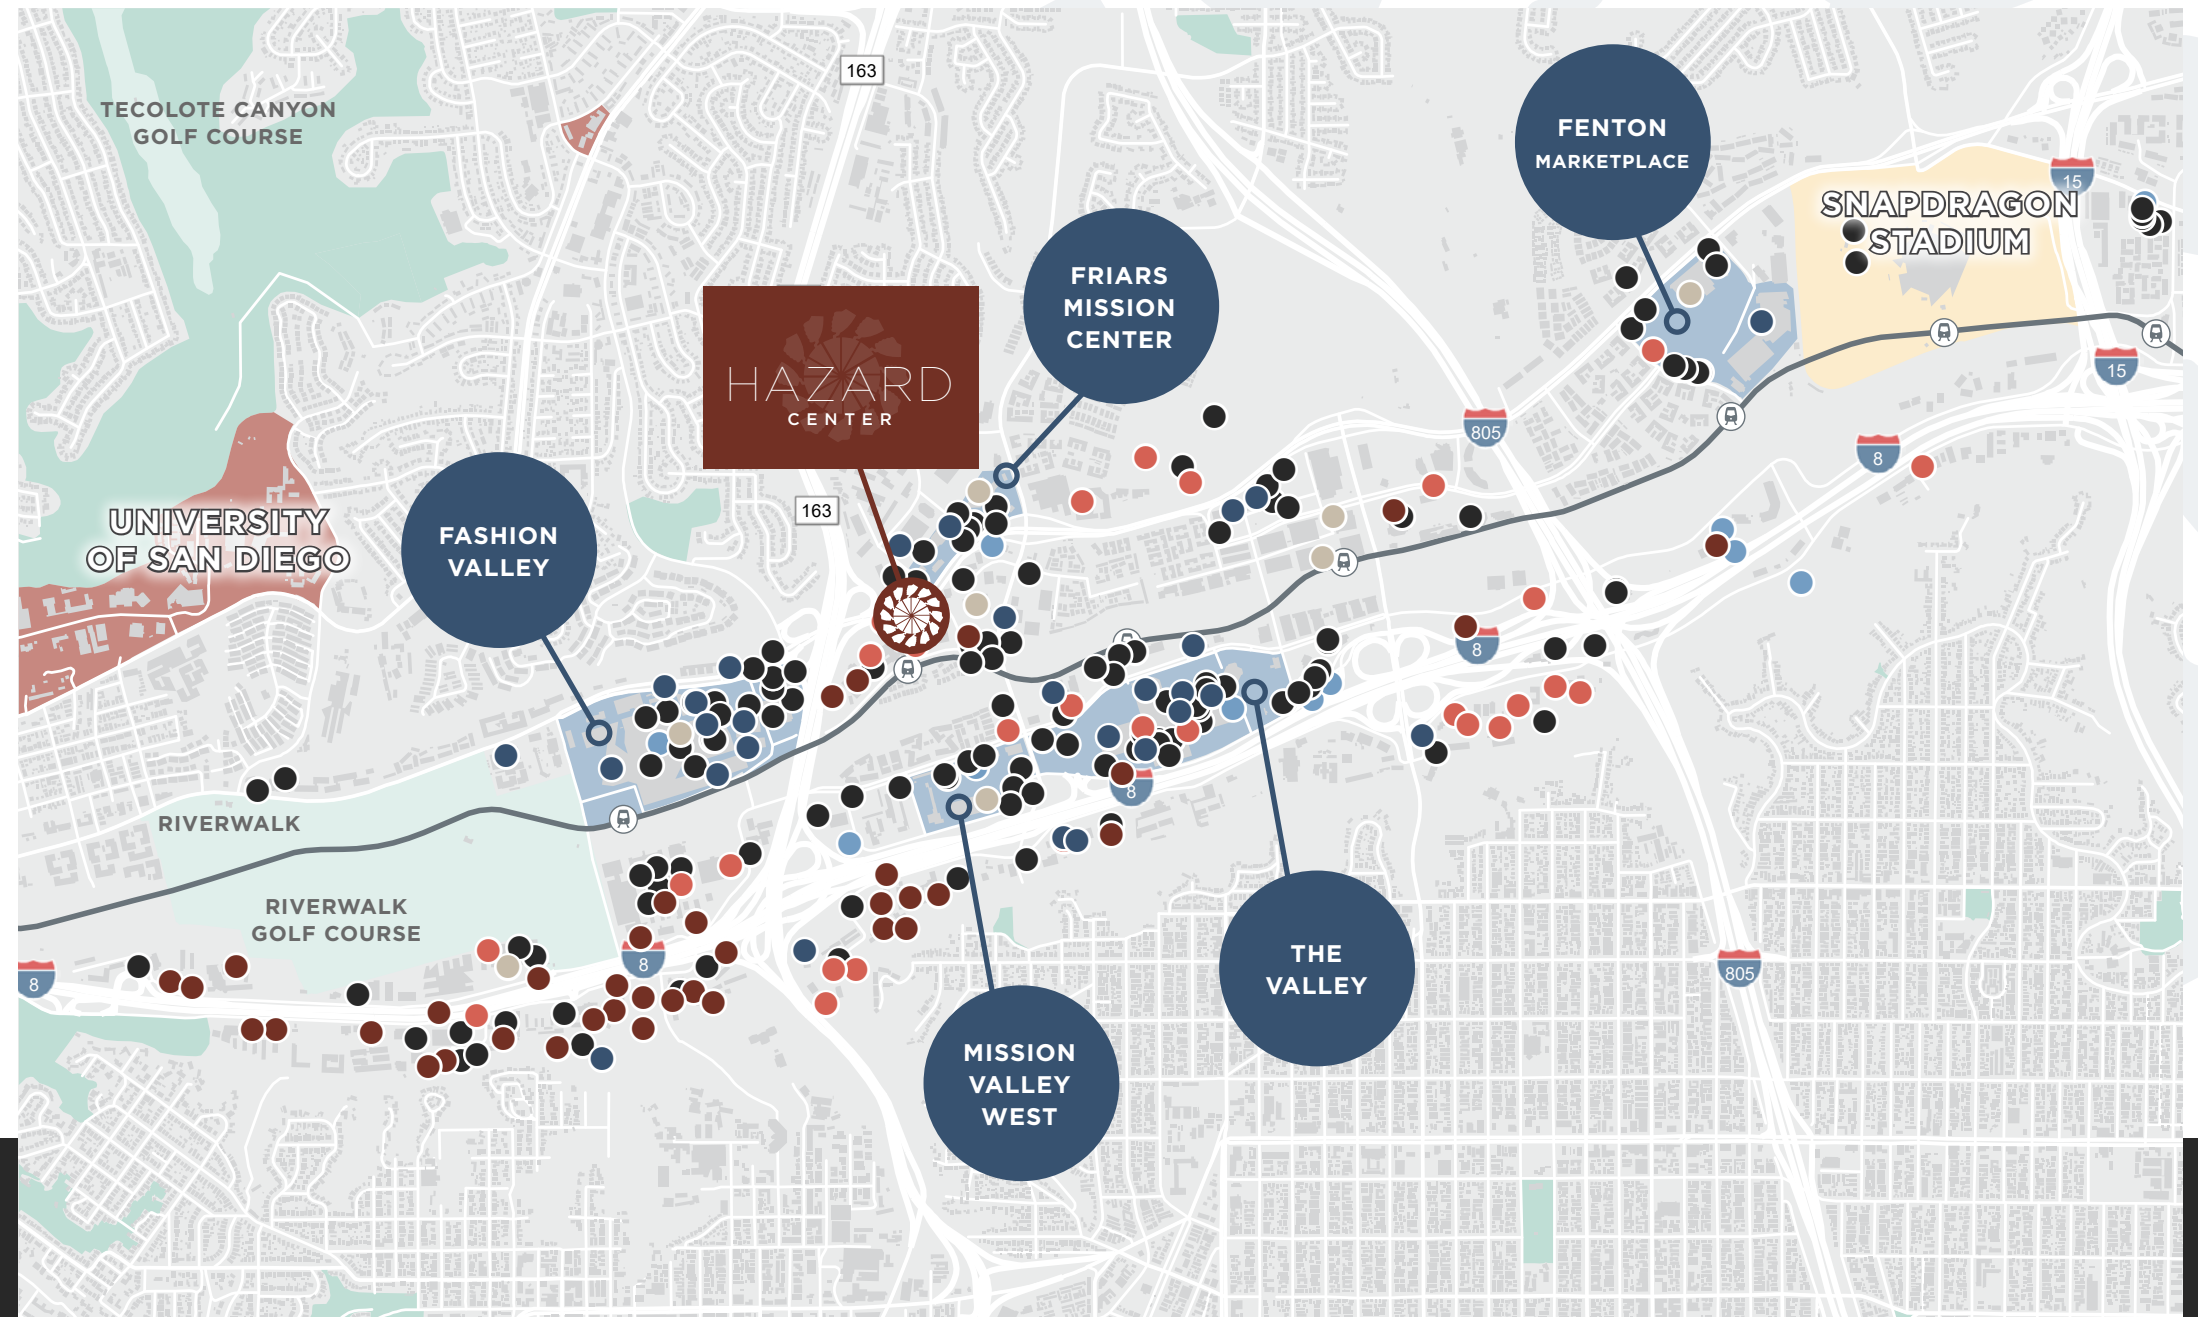 163
TECOLOTE CANYON
GOLF COURSE
FENTON
MARKETPLACE
15
SNAPDRAGON
STADIUM
FRIARS
MISSION
CENTER
HAZARD
CENTER
15
805
8
163
UNIVERSITY
OF SAN DIEGO
FASHION
VALLEY
8
8
RIVERWALK
RIVERWALK
GOLF COURSE
8
8
805
THE
VALLEY
MISSION
VALLEY
WEST